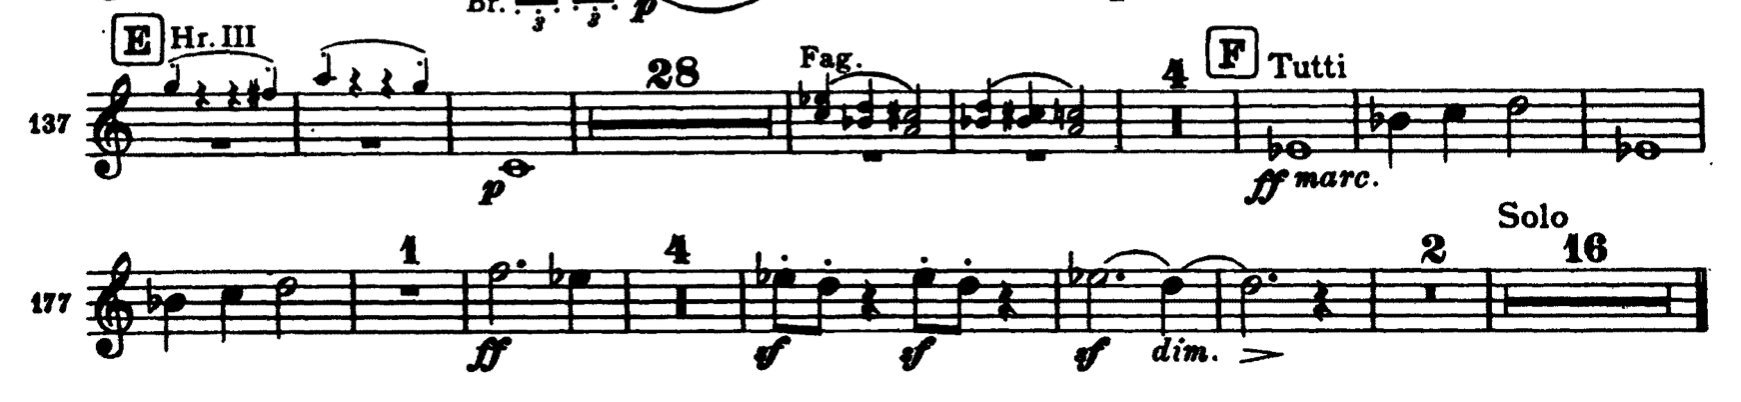 Br. 3 3 p
E Hr. III
28 Fag. 4 F Tutti
137
p ff marc.
Solo
1 4 2 16
177
ff sf sf sf dim.